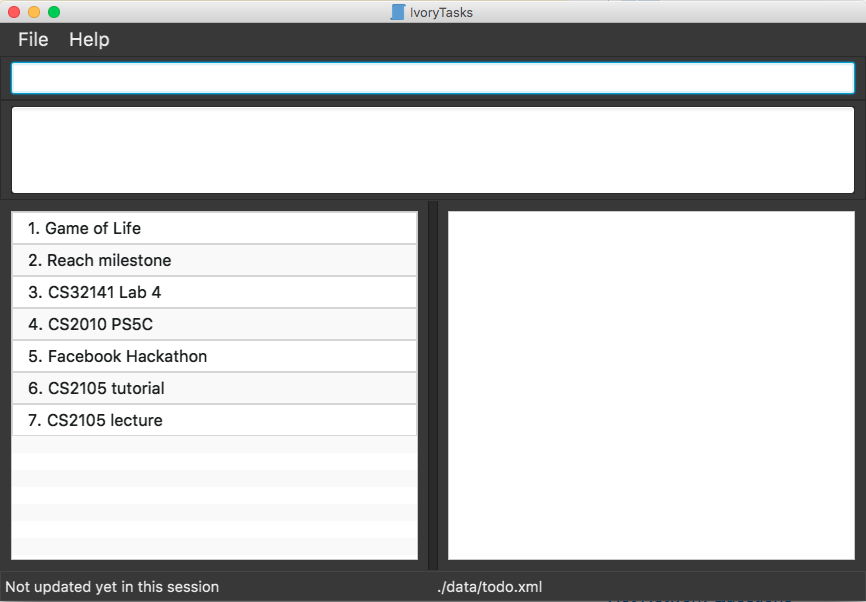 IvoryTasks
File Help
1. Game of Life
2. Reach milestone
3. CS32141 Lab 4
4. CS2010 PS5C
5. Facebook Hackathon
6. CS2105 tutorial
7. CS2105 lecture
Not updated yet in this session ./data/todo.xml